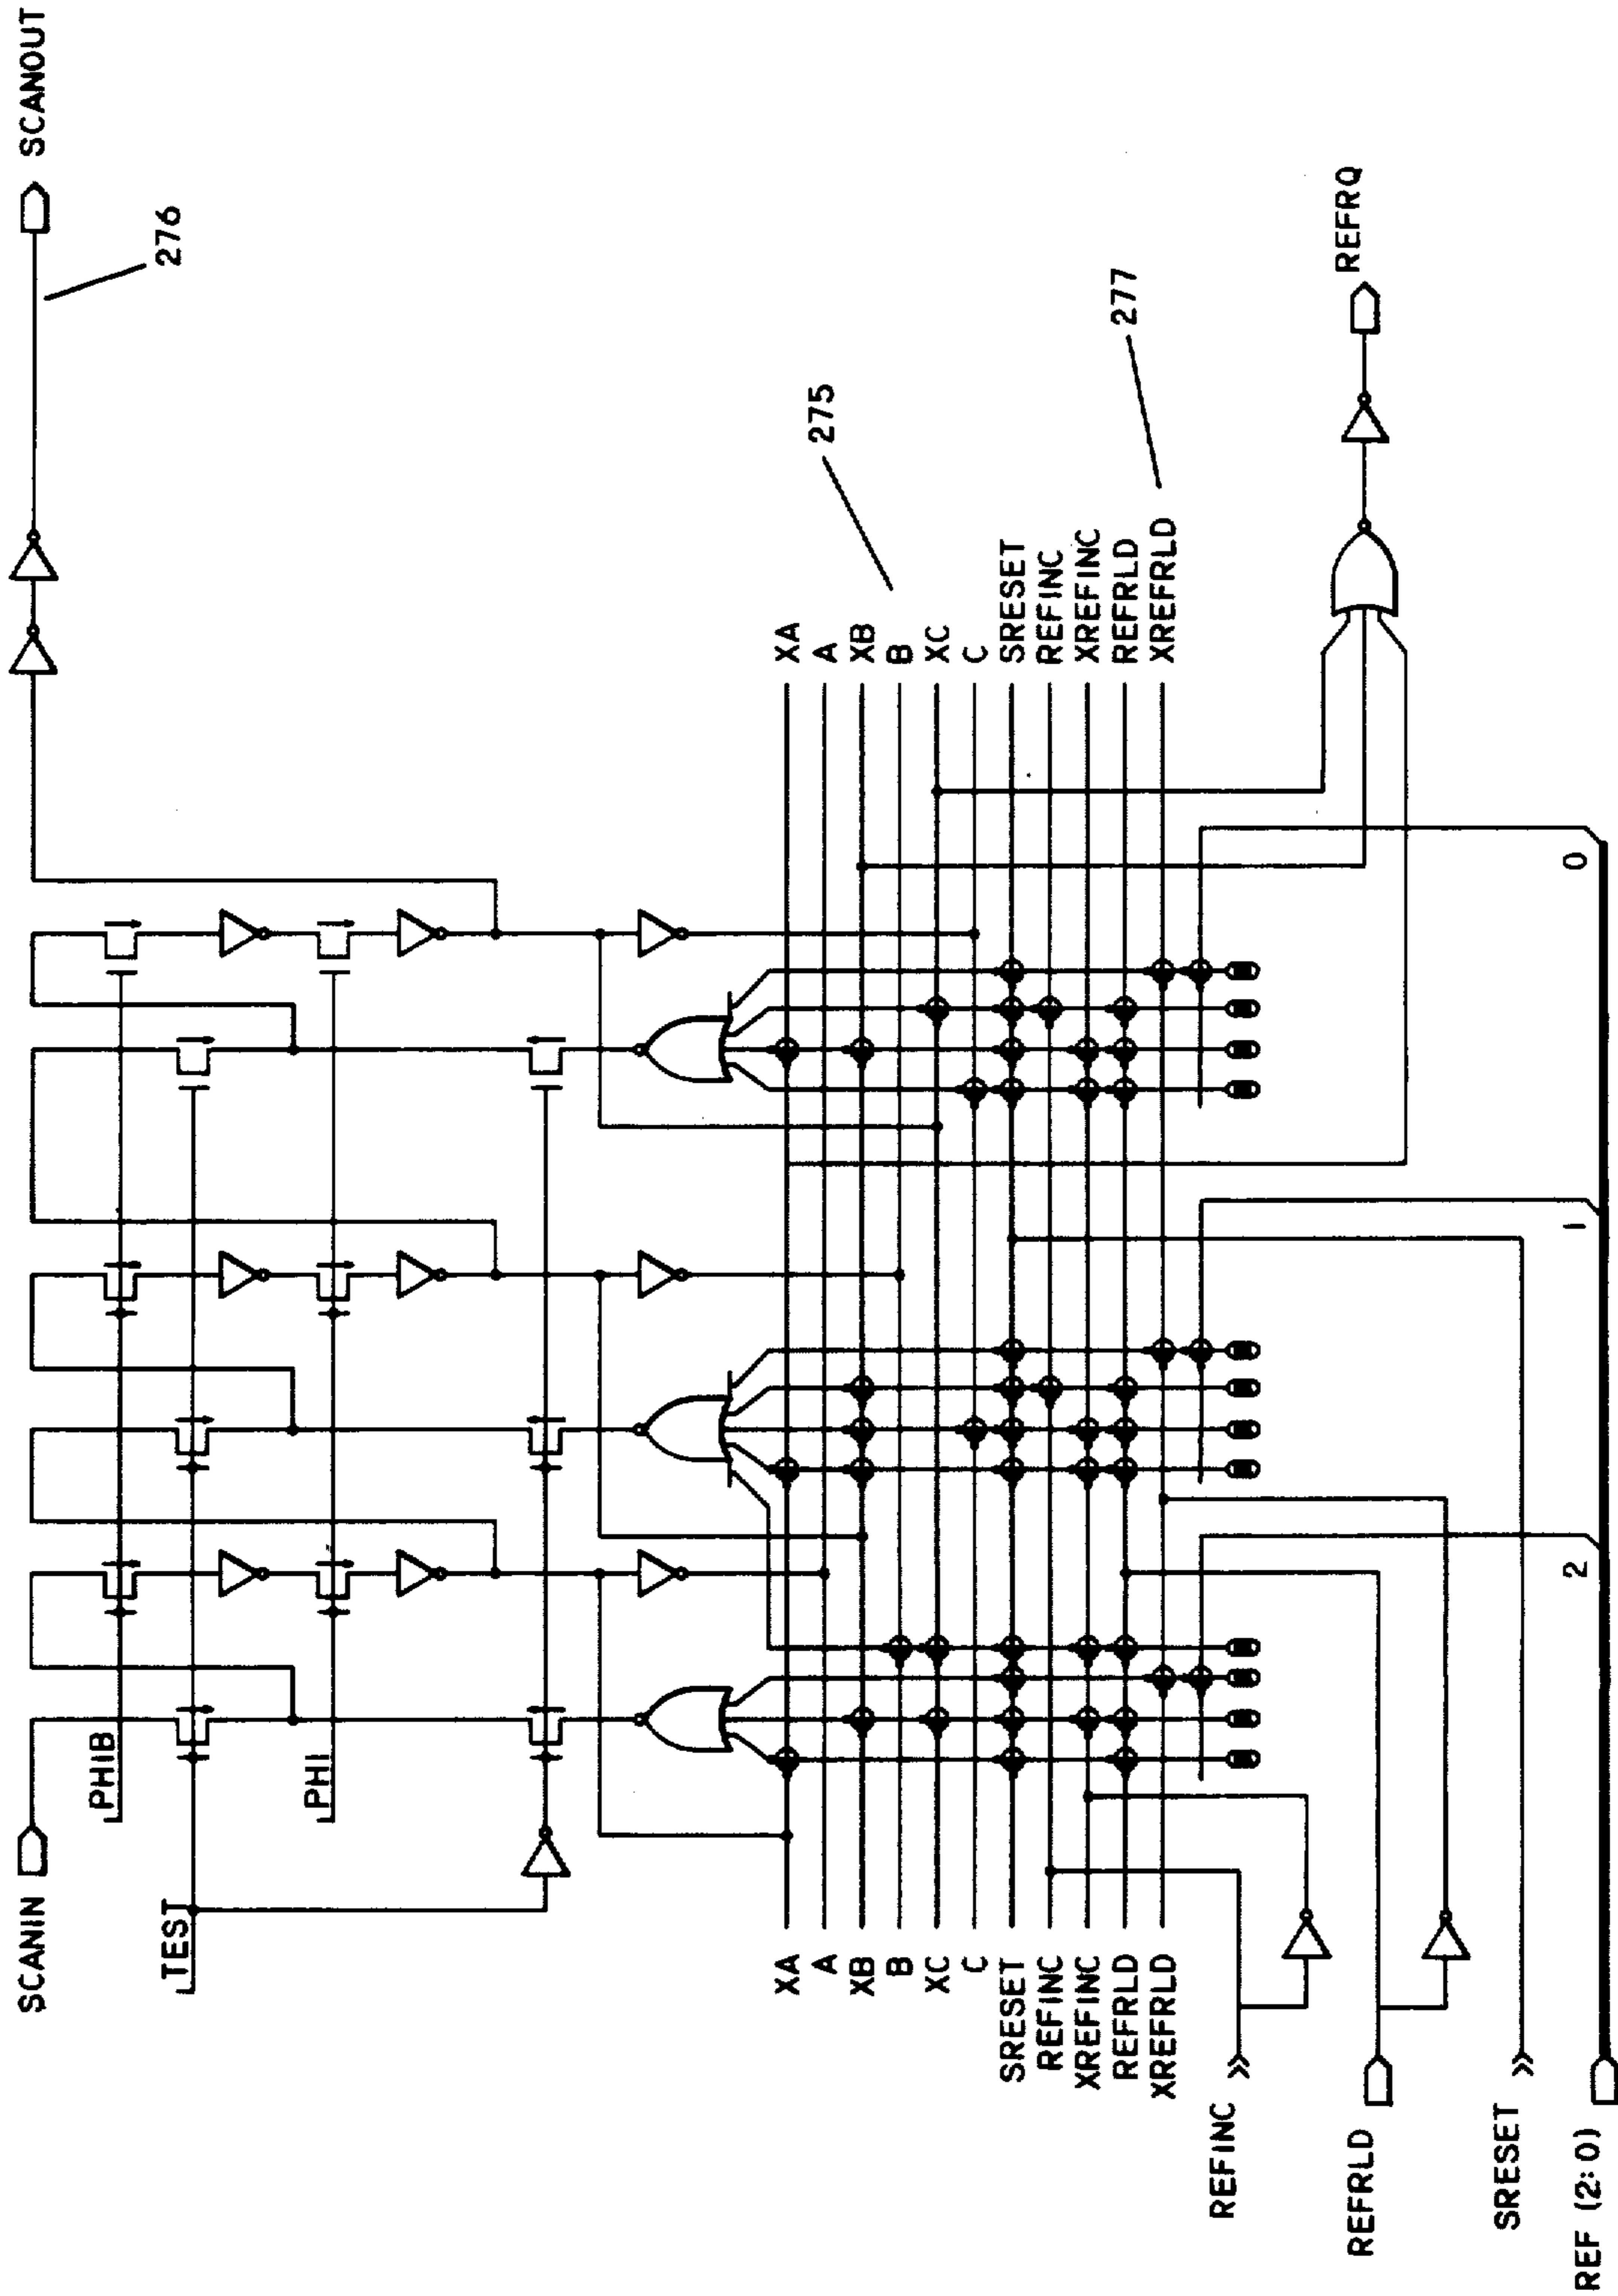 SCANIN
SCANOUT
276
PHIB
TEST
PHI
XA
A
XB
B
XC
C
SRESET
REFINC
XREFINC
REFRLD
XREFRLD
XA
A
XB
B
XC
C
SRESET
REFINC
XREFINC
REFRLD
XREFRLD
275
277
REFINC
REFRLD
SRESET
REF (2:0)
2
1
0
REFRQ